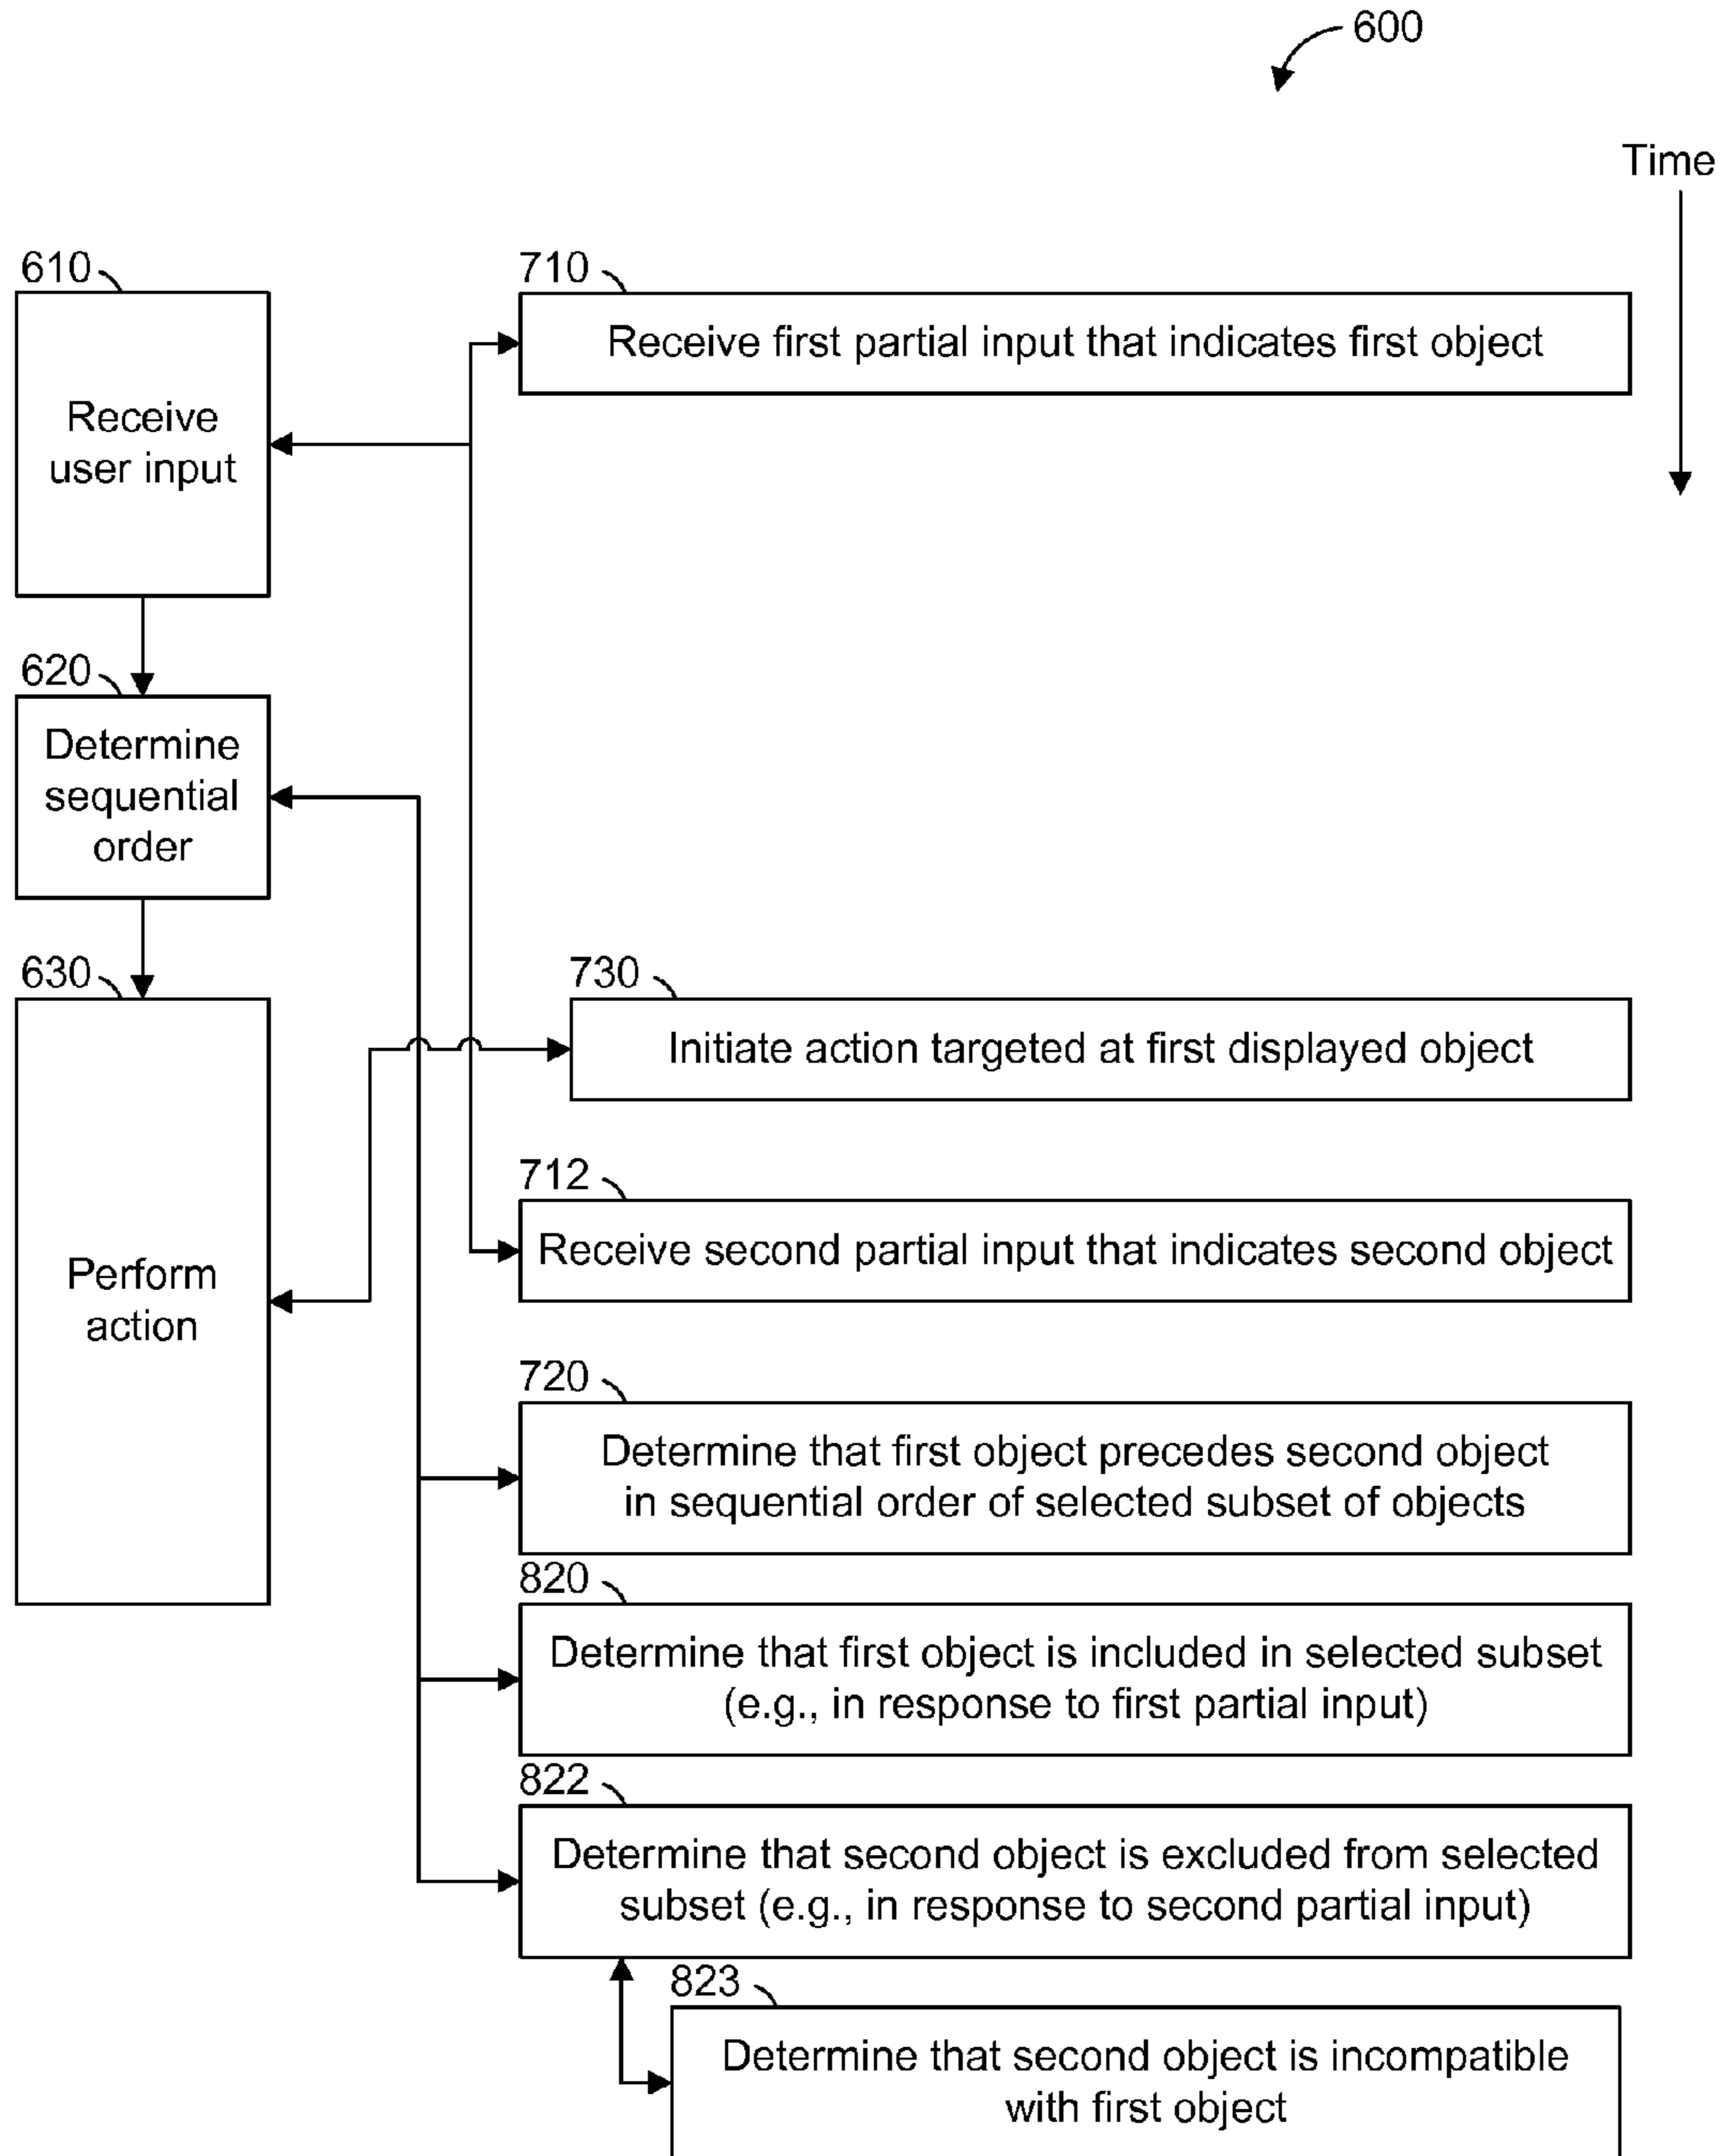 600
Time
610
Receive
user input
710
Receive first partial input that indicates first object
620
Determine
sequential
order
630
Perform
action
730
Initiate action targeted at first displayed object
712
Receive second partial input that indicates second object
720
Determine that first object precedes second object
in sequential order of selected subset of objects
820
Determine that first object is included in selected subset
(e.g., in response to first partial input)
822
Determine that second object is excluded from selected
subset (e.g., in response to second partial input)
823
Determine that second object is incompatible
with first object